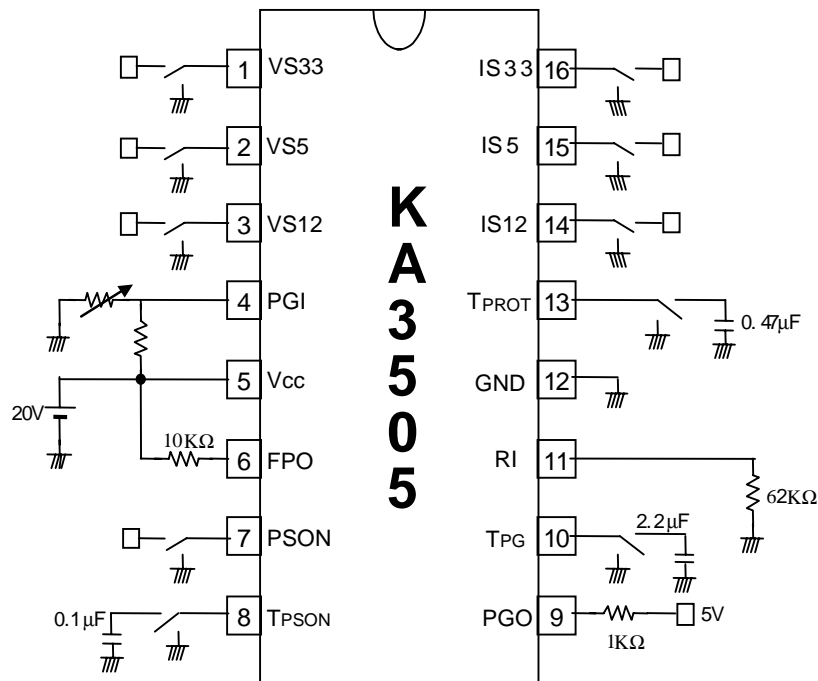 1 VS33
2 VS5
3 VS12
4 PGI
5 Vcc
20V
10KΩ
6 FPO
7 PSON
0.1μF
8 TPSON
K
A
3
5
0
5
IS33 16
IS5 15
IS12 14
TPROT 13
0.47μF
GND 12
RI 11
62KΩ
2.2μF
TPG 10
PGO 9
5V
1KΩ